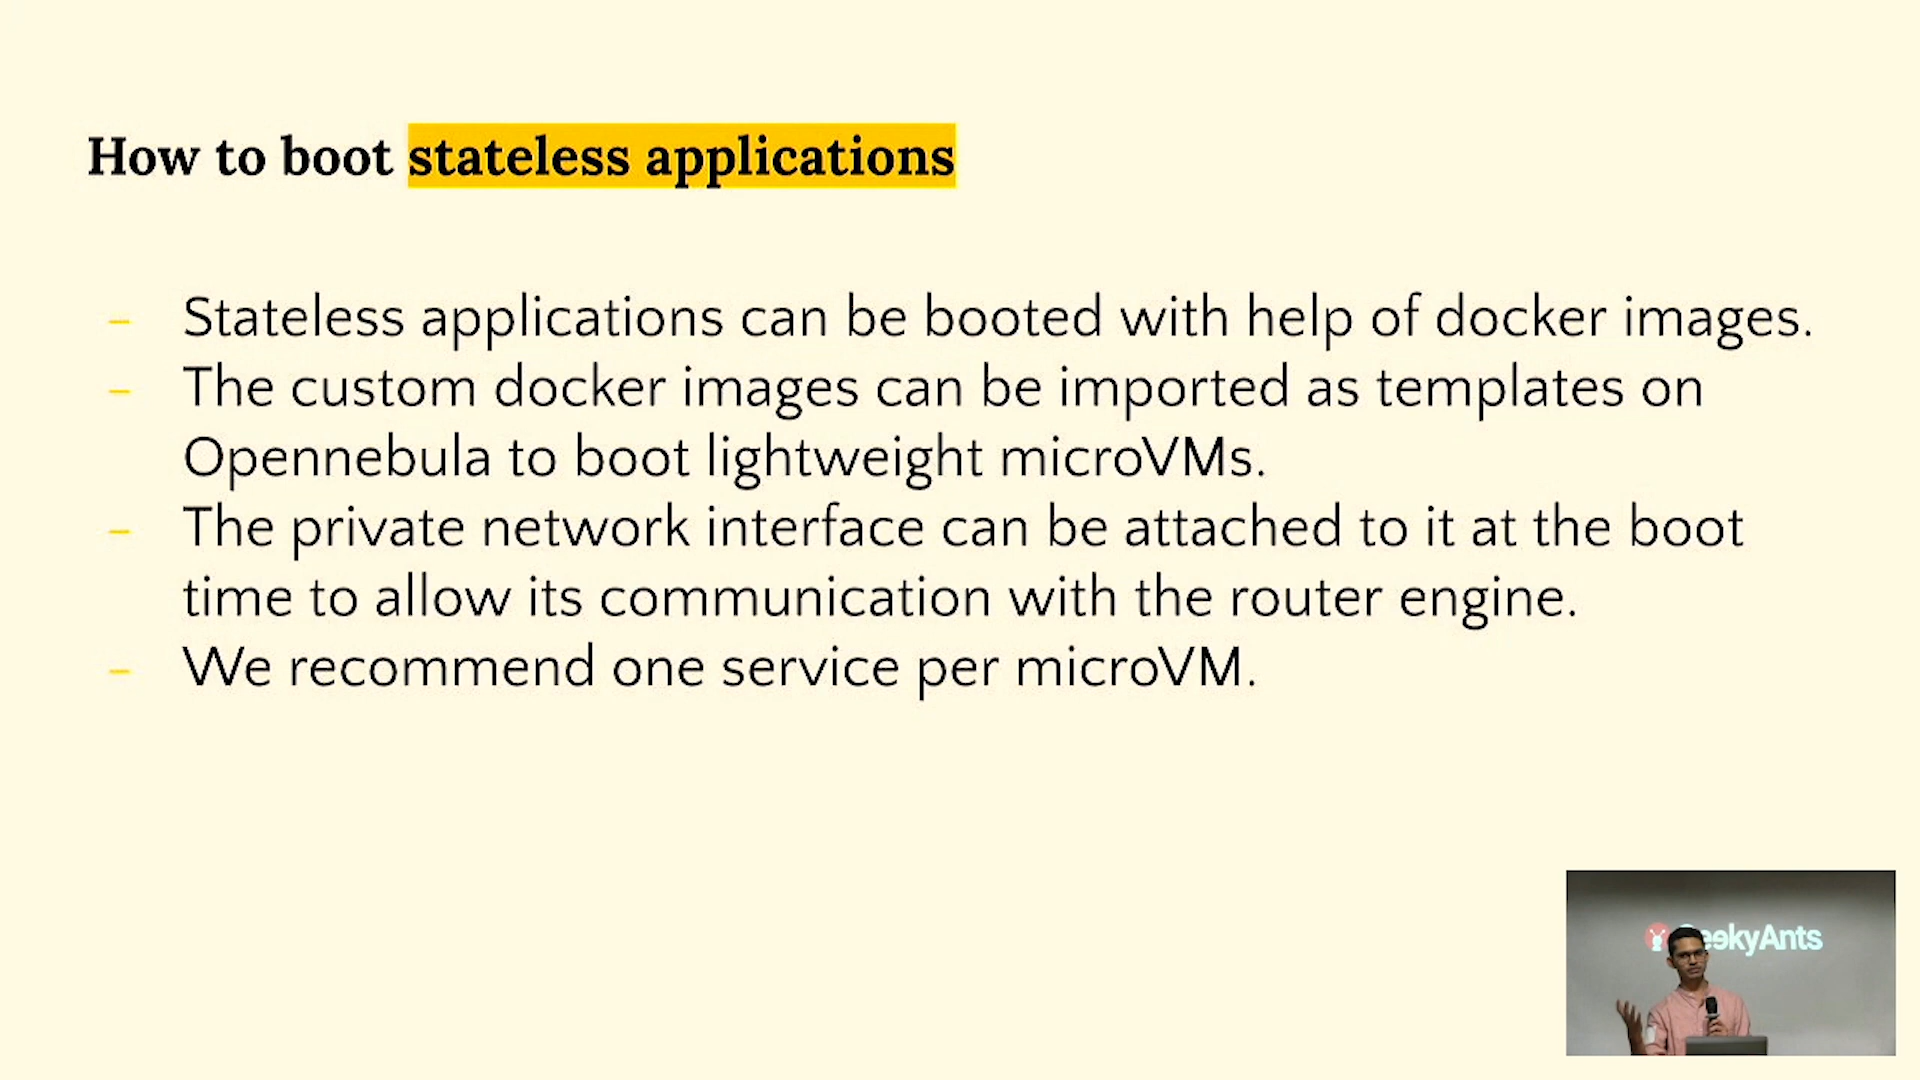 How to boot stateless applications
- Stateless applications can be booted with help of docker images.
- The custom docker images can be imported as templates on
Opennebula to boot lightweight microVMs.
- The private network interface can be attached to it at the boot
time to allow its communication with the router engine.
- We recommend one service per microVM.
eekyAnts